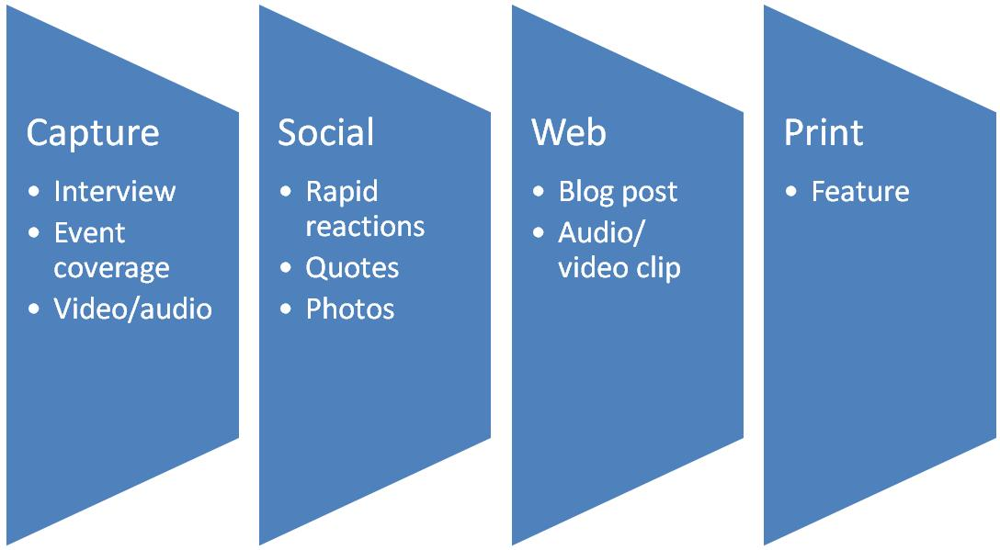 Capture
• Interview
• Event
coverage
• Video/audio
Social
• Rapid
reactions
• Quotes
• Photos
Web
• Blog post
• Audio/
video clip
Print
• Feature